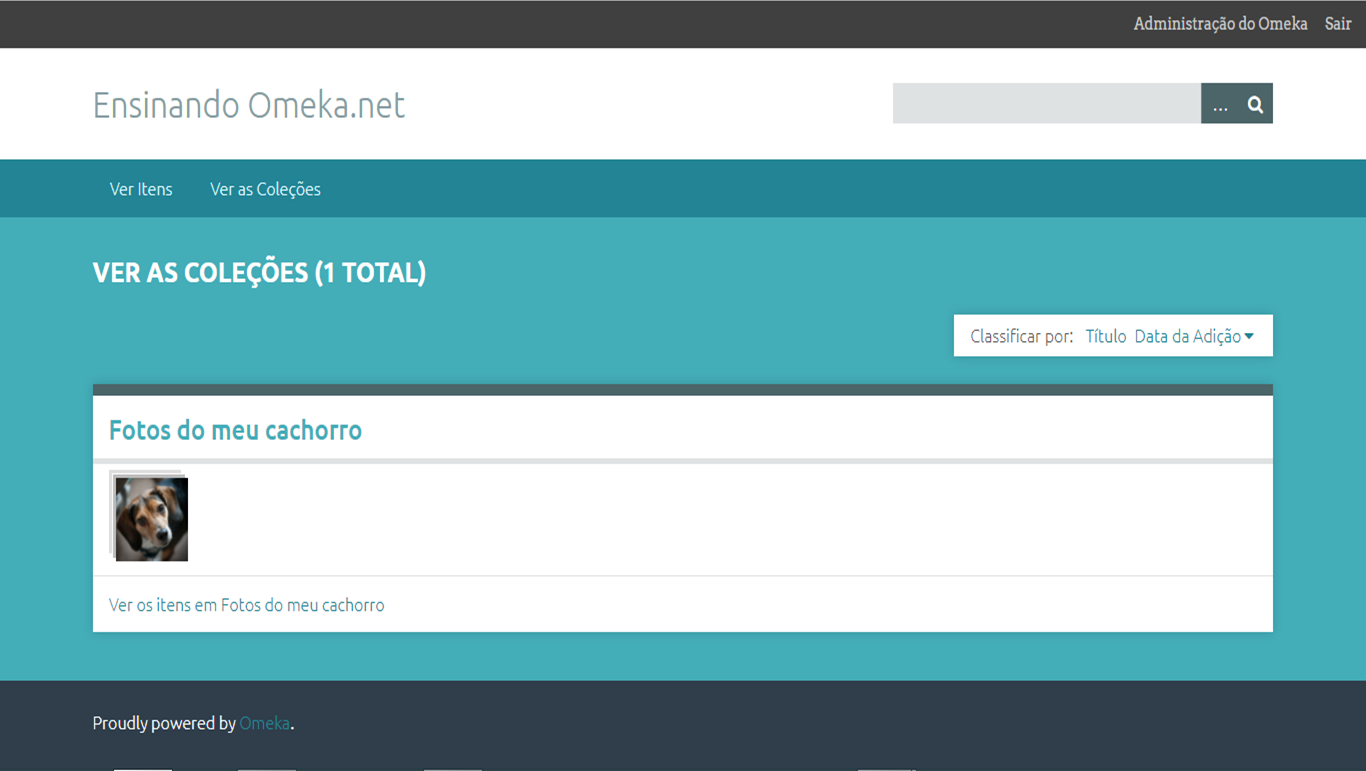 Administração do Omeka Sair
Ensinando Omeka.net
...
Ver Itens Ver as Coleções
VER AS COLEÇÕES (1 TOTAL)
Classificar por: Título Data da Adição
Fotos do meu cachorro
Ver os itens em Fotos do meu cachorro
Proudly powered by Omeka.